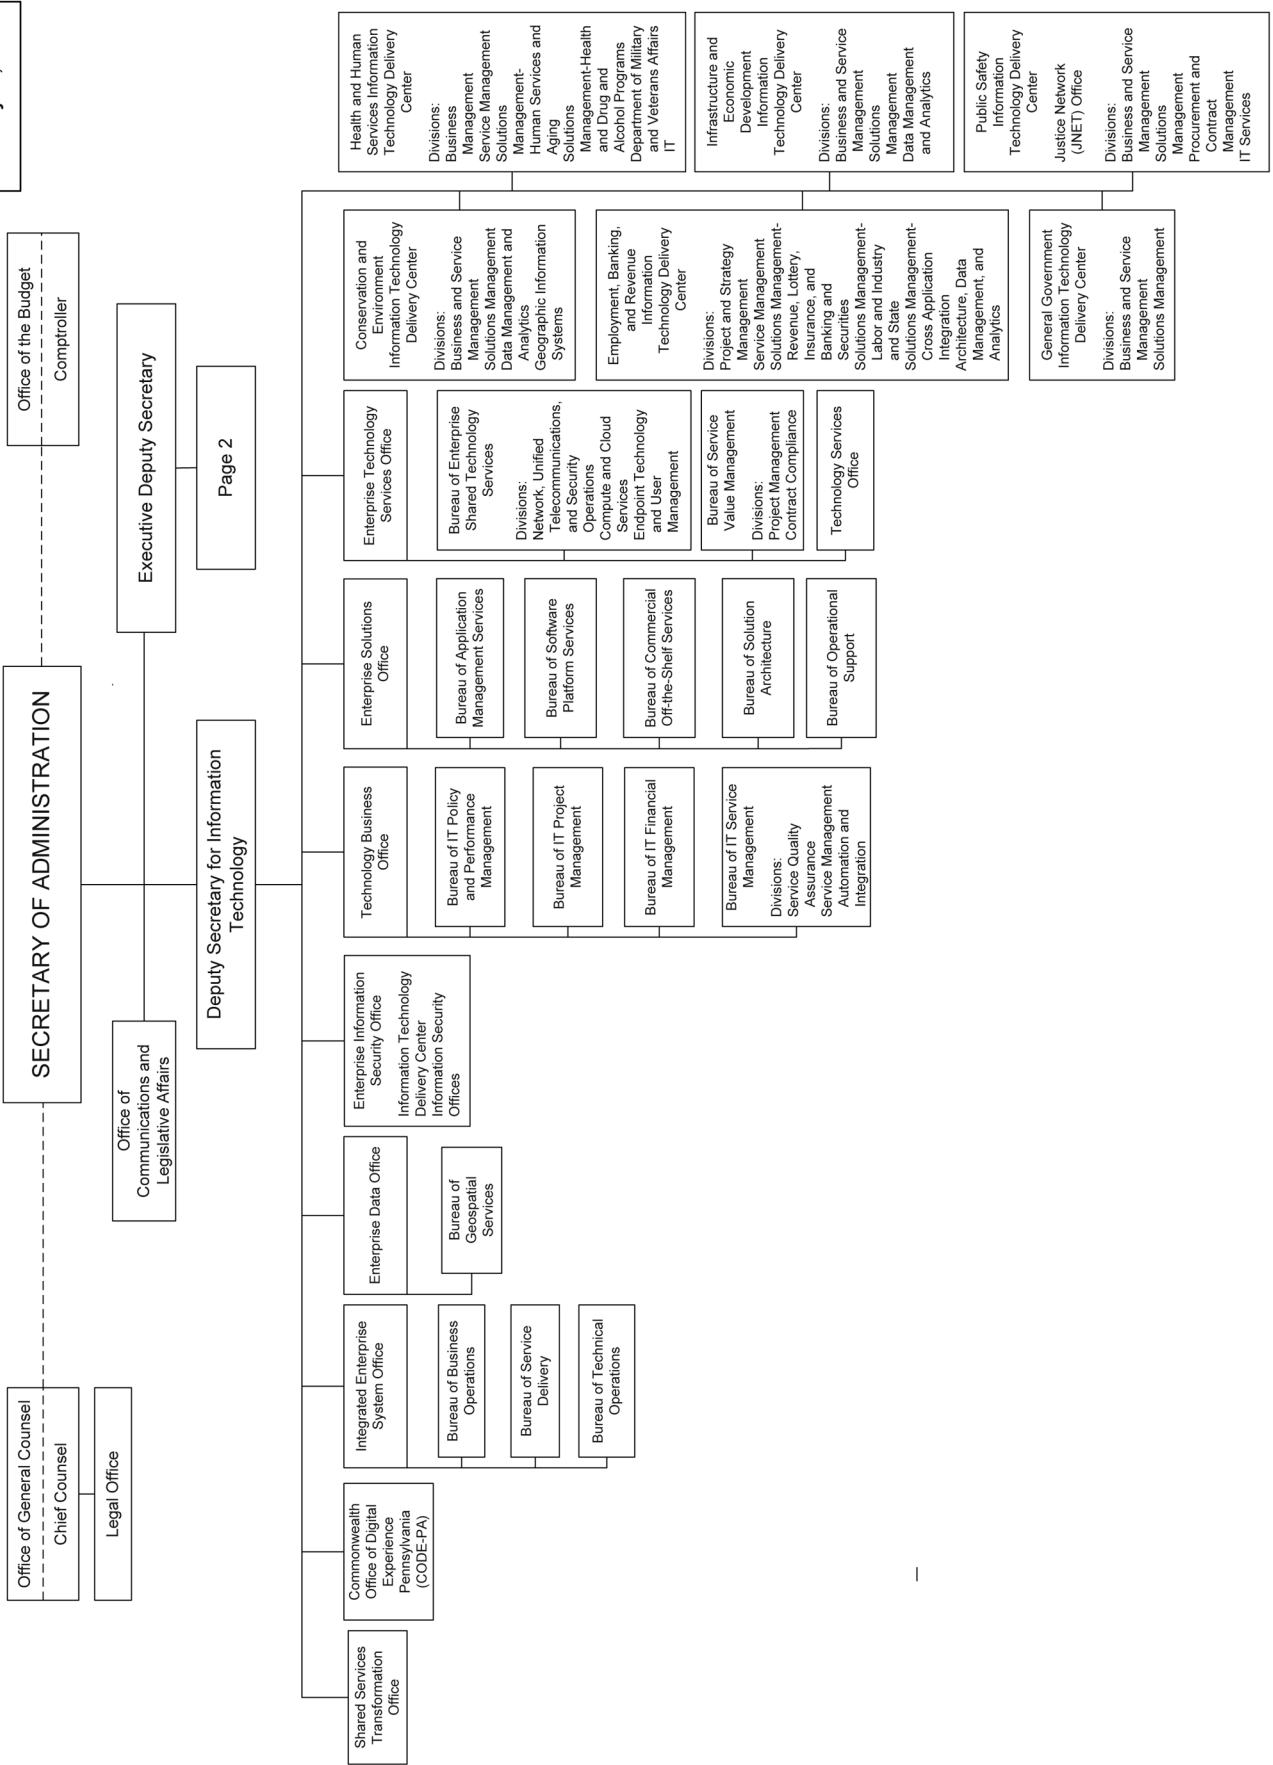 Office of General Counsel
Chief Counsel
Legal Office
SECRETARY OF ADMINISTRATION
Office of the Budget
Comptroller
Office of
Communications and
Legislative Affairs
Executive Deputy Secretary
Page 2
Deputy Secretary for Information
Technology
Shared Services
Transformation
Office
Commonwealth
Office of Digital
Experience
Pennsylvania
(CODE-PA)
Integrated Enterprise
System Office
Bureau of Business
Operations
Bureau of Service
Delivery
Bureau of Technical
Operations
Enterprise Data Office
Bureau of
Geospatial
Services
Enterprise Information
Security Office
Information Technology
Delivery Center
Information Security
Offices
Technology Business
Office
Bureau of IT Policy
and Performance
Management
Bureau of IT Project
Management
Bureau of IT Financial
Management
Bureau of IT Service
Management
Divisions:
Service Quality
Assurance
Service Management
Automation and
Integration
Enterprise Solutions
Office
Bureau of Application
Management Services
Bureau of Software
Platform Services
Bureau of Commercial
Off-the-Shelf Services
Bureau of Solution
Architecture
Bureau of Operational
Support
Enterprise Technology
Services Office
Bureau of Enterprise
Shared Technology
Services
Divisions:
Network, Unified
Telecommunications,
and Security
Operations
Compute and Cloud
Services
Endpoint Technology
and User
Management
Bureau of Service
Value Management
Divisions:
Project Management
Contract Compliance
Technology Services
Office
Conservation and
Environment
Information Technology
Delivery Center
Divisions:
Business and Service
Management
Solutions Management
Data Management and
Analytics
Geographic Information
Systems
Employment, Banking,
and Revenue
Information
Technology Delivery
Center
Divisions:
Project and Strategy
Management
Service Management
Solutions Management-
Revenue, Lottery,
Insurance, and
Banking and
Securities
Solutions Management-
Labor and Industry
and State
Solutions Management-
Cross Application
Integration
Architecture, Data
Management, and
Analytics
General Government
Information Technology
Delivery Center
Divisions:
Business and Service
Management
Solutions Management
Health and Human
Services Information
Technology Delivery
Center
Divisions:
Business
Management
Service Management
Solutions
Management-
Human Services and
Aging
Solutions
Management-Health
and Drug and
Alcohol Programs
Department of Military
and Veterans Affairs
IT
Infrastructure and
Economic
Development
Information
Technology Delivery
Center
Divisions:
Business and Service
Management
Solutions
Management
Data Management
and Analytics
Public Safety
Information
Technology Delivery
Center
Justice Network
(JNET) Office
Divisions:
Business and Service
Management
Solutions
Management
Procurement and
Contract
Management
IT Services